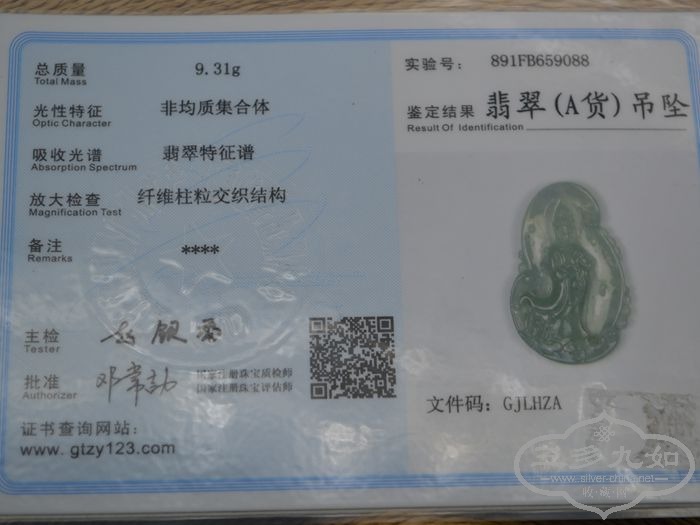 总质量 9.31g
Total Mass
光性特征 非均质集合体
Optic Character
吸收光谱 翡翠特征谱
Absorption Spectrum
放大检查 纤维柱粒交织结构
Magnification Test
备注 ****
Remarks
主检
Tester
批准
Authorizer
国家注册珠宝质检师
国家注册珠宝评估师
证书查询网站:
www.gtzy123.com
实验号: 891FB659088
鉴定结果 翡翠(A货)吊坠
Result Of Identification
文件码: GJLHZA
www.silver-china.net